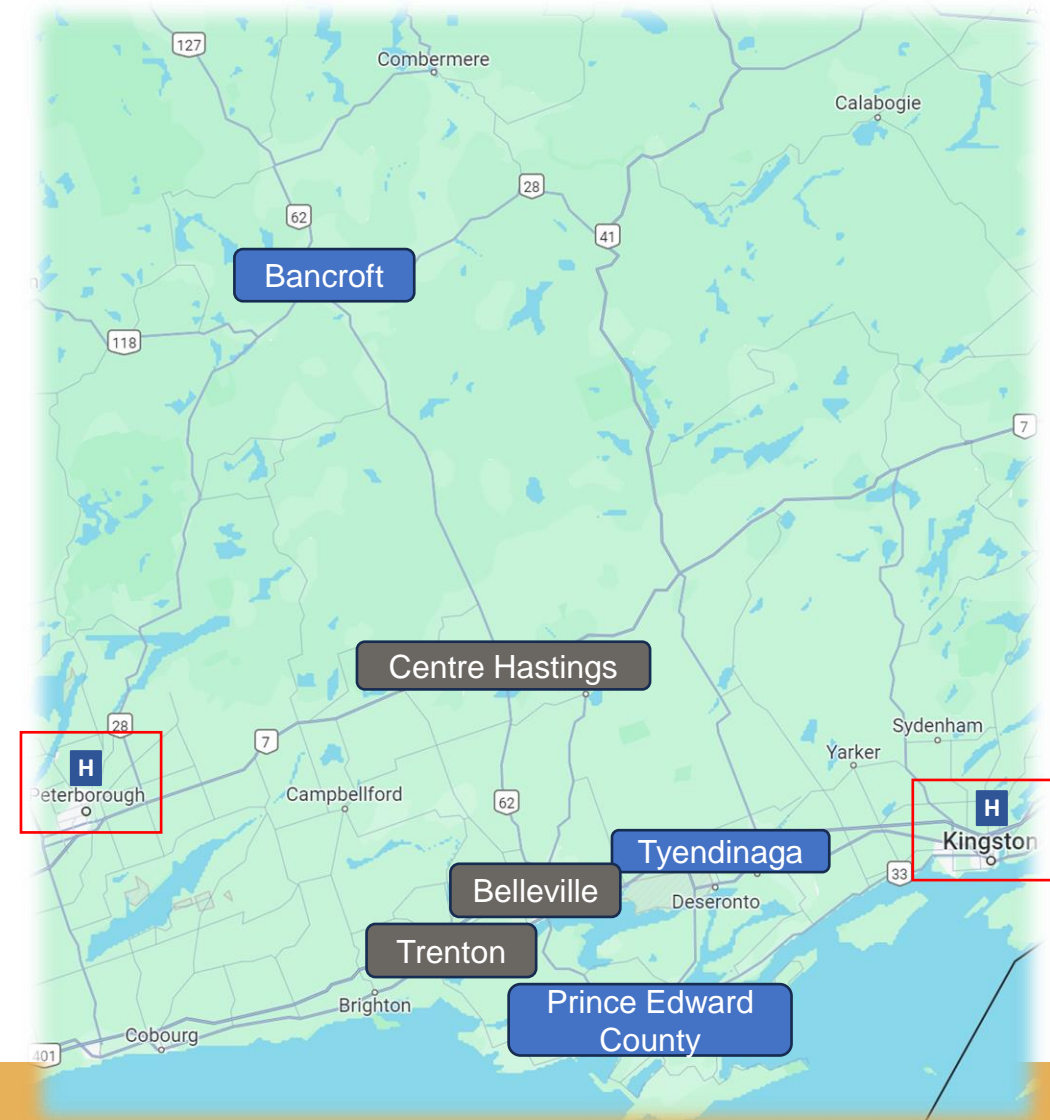 127
Combermere
Calabogie
28
62
41
Bancroft
118
7
Centre Hastings
28
7
Sydenham
Yarker
H
Peterborough
Campbellford
62
H
Kingston
Tyendinaga
33
Belleville
Deseronto
Trenton
Prince Edward
County
Brighton
Cobourg
401